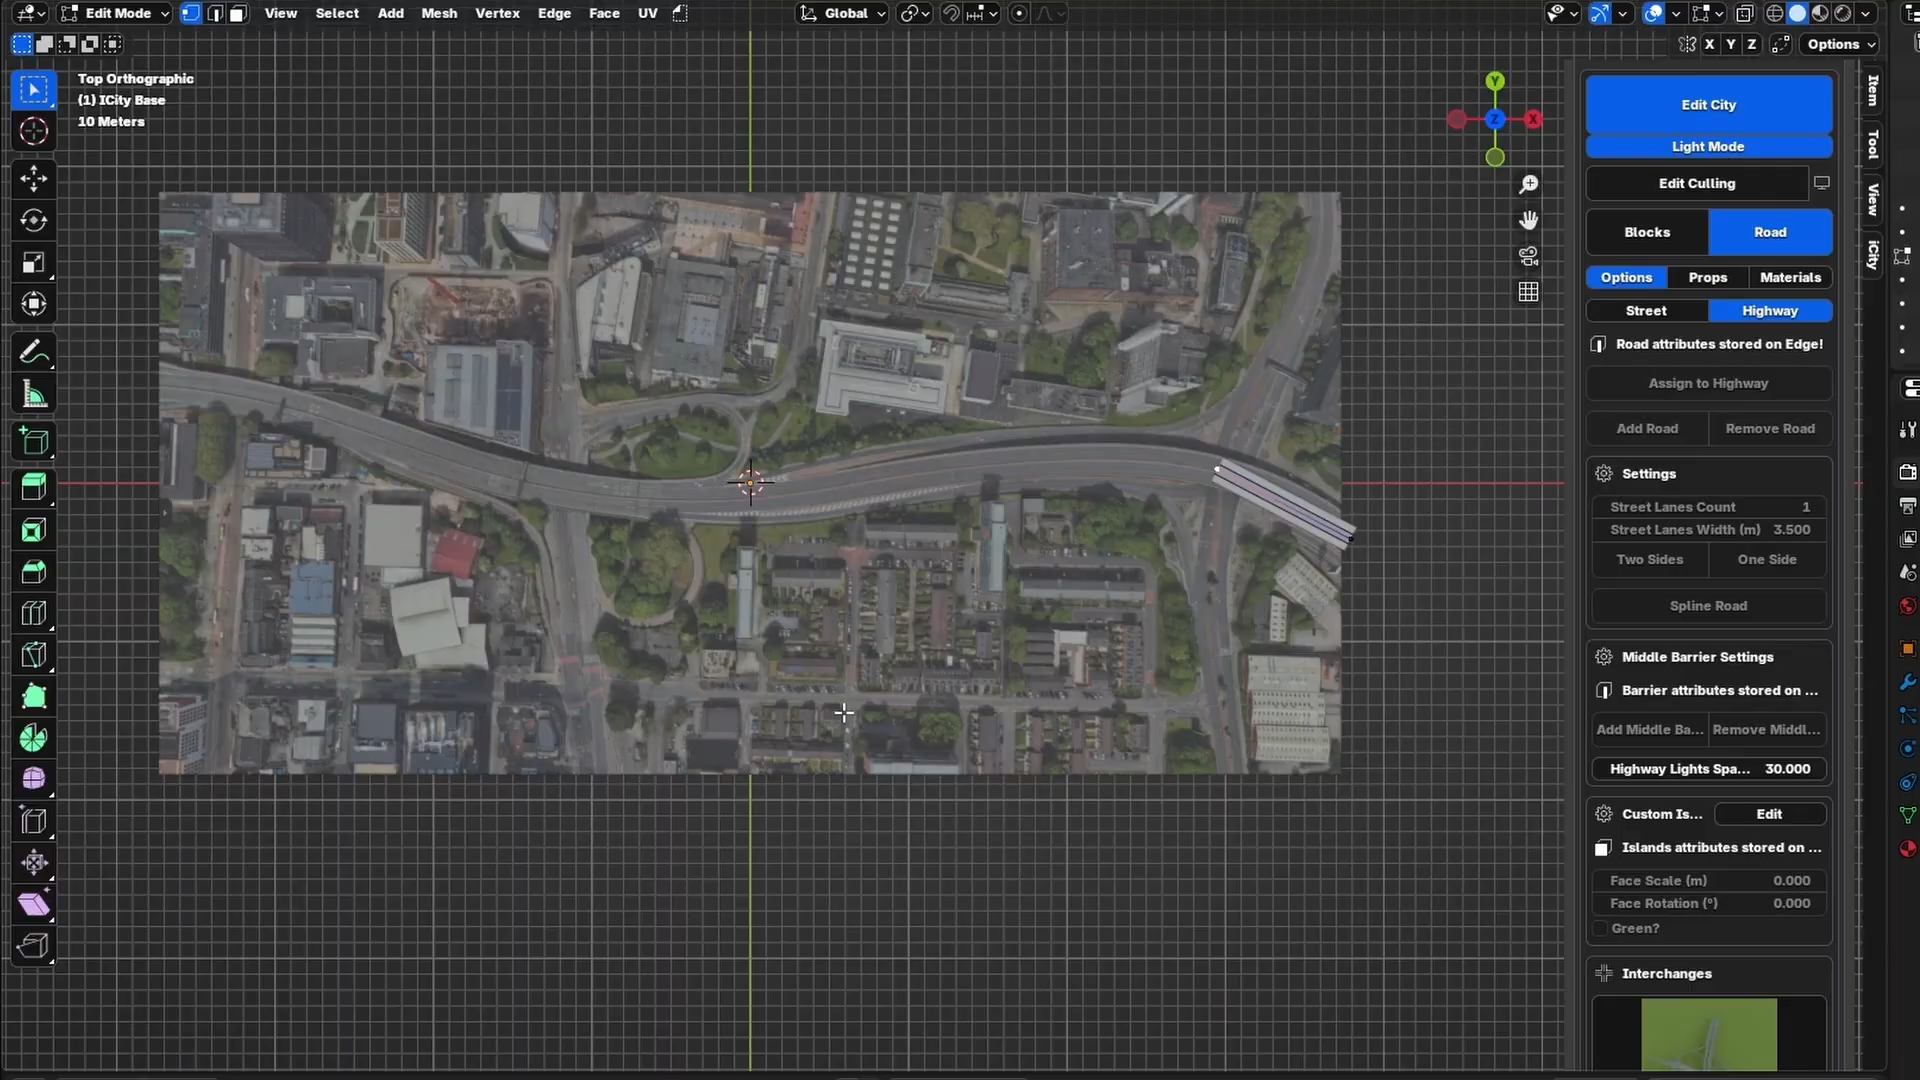 Edit Mode View Select Add Mesh Vertex Edge Face UV Global
X Y Z Options
Top Orthographic
(1) ICity Base
10 Meters
Y
Z X
Item
Tool
View
iCity
Edit City
Light Mode
Edit Culling
Blocks Road
Options Props Materials
Street Highway
Road attributes stored on Edge!
Assign to Highway
Add Road Remove Road
Settings
Street Lanes Count 1
Street Lanes Width (m) 3.500
Two Sides One Side
Spline Road
Middle Barrier Settings
Barrier attributes stored on ...
Add Middle Ba... Remove Middl...
Highway Lights Spa... 30.000
Custom Is... Edit
Islands attributes stored on ...
Face Scale (m) 0.000
Face Rotation (°) 0.000
Green?
Interchanges